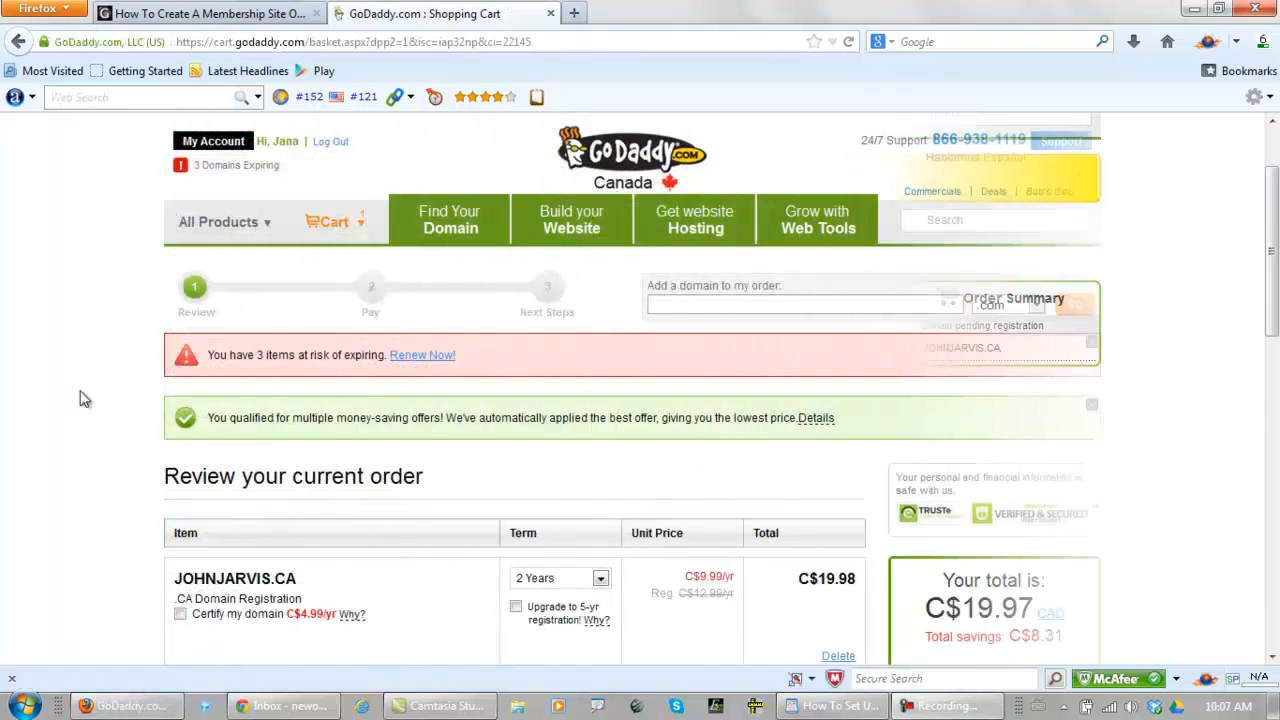 Firefox
How To Create A Membership Site O...
GoDaddy.com : Shopping Cart
GoDaddy.com, LLC (US)
https://cart.godaddy.com/basket.aspx?dpp2=1&isc=iap32np&ci=22145
Google
Most Visited
Getting Started
Latest Headlines
Play
Bookmarks
Web Search
#152
#121
My Account
Hi, Jana | Log Out
3 Domains Expiring
GoDaddy.com
Canada
24/7 Support 866-938-1119
Support
Hablamos Español
Commercials | Deals | Bob's Blog
All Products
Cart
Find Your Domain
Build your Website
Get website Hosting
Grow with Web Tools
Search
1
2
3
Review
Pay
Next Steps
Add a domain to my order:
.com
Order Summary
pending registration
JOHNJARVIS.CA
You have 3 items at risk of expiring. Renew Now!
You qualified for multiple money-saving offers! We've automatically applied the best offer, giving you the lowest price. Details
Review your current order
Your personal and financial
safe with us.
TRUSTe
VERIFIED & SECURED
Item
Term
Unit Price
Total
JOHNJARVIS.CA
.CA Domain Registration
Certify my domain C$4.99/yr Why?
2 Years
Upgrade to 5-yr
registration! Why?
C$9.99/yr
Reg. C$12.99/yr
C$19.98
Delete
Your total is:
C$19.97 CAD
Total savings: C$8.31
Secure Search
McAfee
SP
N/A
GoDaddy.co...
Inbox - newo...
Camtasia Stu...
How To Set U...
Recording...
10:07 AM